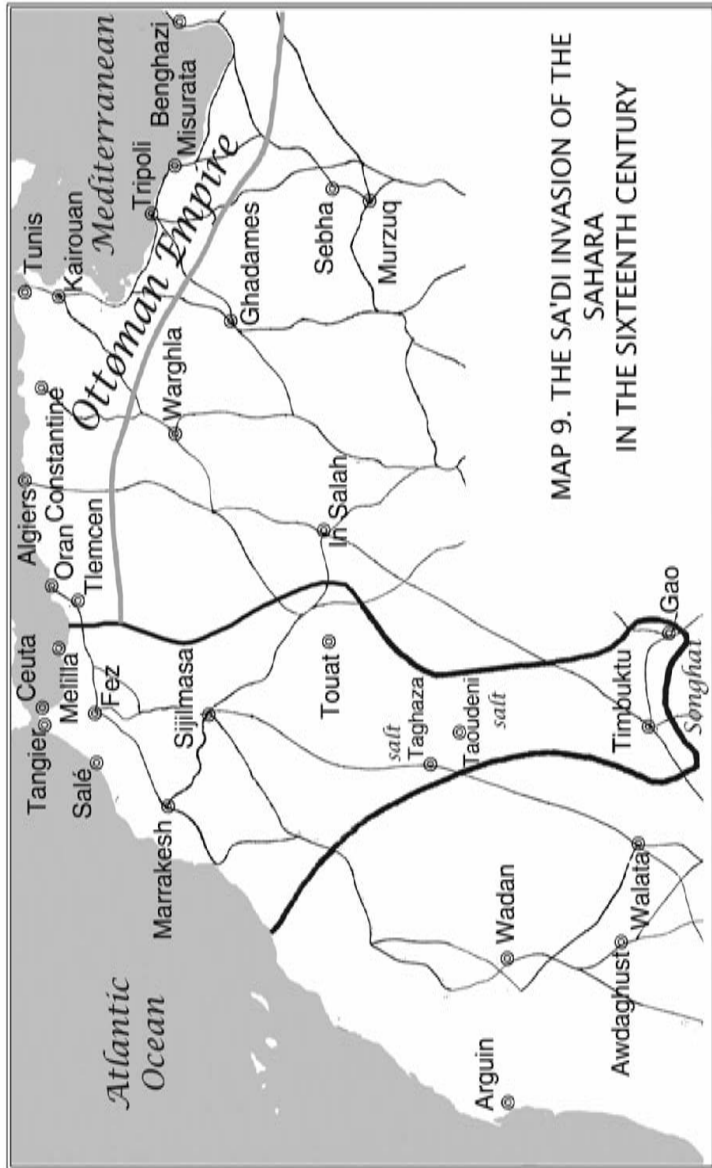 MAP 9. THE SA'DI INVASION OF THE
SAHARA
IN THE SIXTEENTH CENTURY
Atlantic
Ocean
Mediterranean
Ottoman Empire
Tangier
Ceuta
Melilla
Salé
Fez
Marrakesh
Sijilmasa
Oran
Tlemcen
Algiers
Constantine
Tunis
Kairouan
Tripoli
Misurata
Benghazi
Warghla
Ghadames
Sebha
Murzuq
In Salah
Touat
salt
Taghaza
Taoudeni
salt
Wadan
Arguin
Awdaghust
Walata
Timbuktu
Gao
Songhai